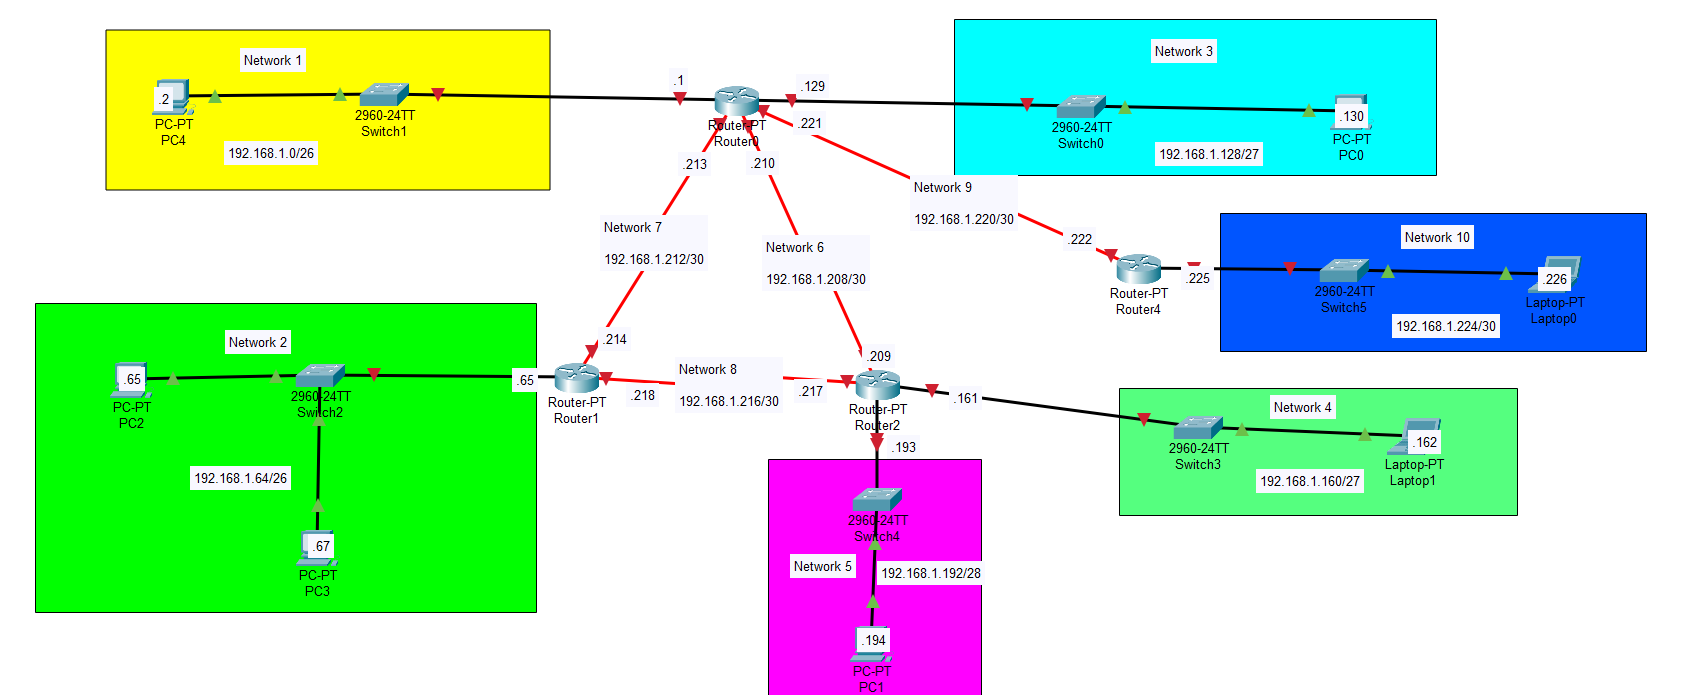 Network 1
.2
PC-PT
PC4
2960-24TT
Switch1
192.168.1.0/26
.1
.129
Router-PT
Router0
.221
.213
.210
Network 3
2960-24TT
Switch0
.130
PC-PT
PC0
192.168.1.128/27
Network 9
192.168.1.220/30
Network 7
192.168.1.212/30
Network 6
192.168.1.208/30
.222
Router-PT
Router4
.225
Network 10
2960-24TT
Switch5
.226
Laptop-PT
Laptop0
192.168.1.224/30
Network 2
.65
PC-PT
PC2
2960-24TT
Switch2
192.168.1.64/26
.67
PC-PT
PC3
.214
.65
Router-PT
Router1
.218
Network 8
192.168.1.216/30
.217
.209
Router-PT
Router2
.161
.193
Network 4
2960-24TT
Switch3
.162
Laptop-PT
Laptop1
192.168.1.160/27
2960-24TT
Switch4
Network 5
192.168.1.192/28
.194
PC-PT
PC1